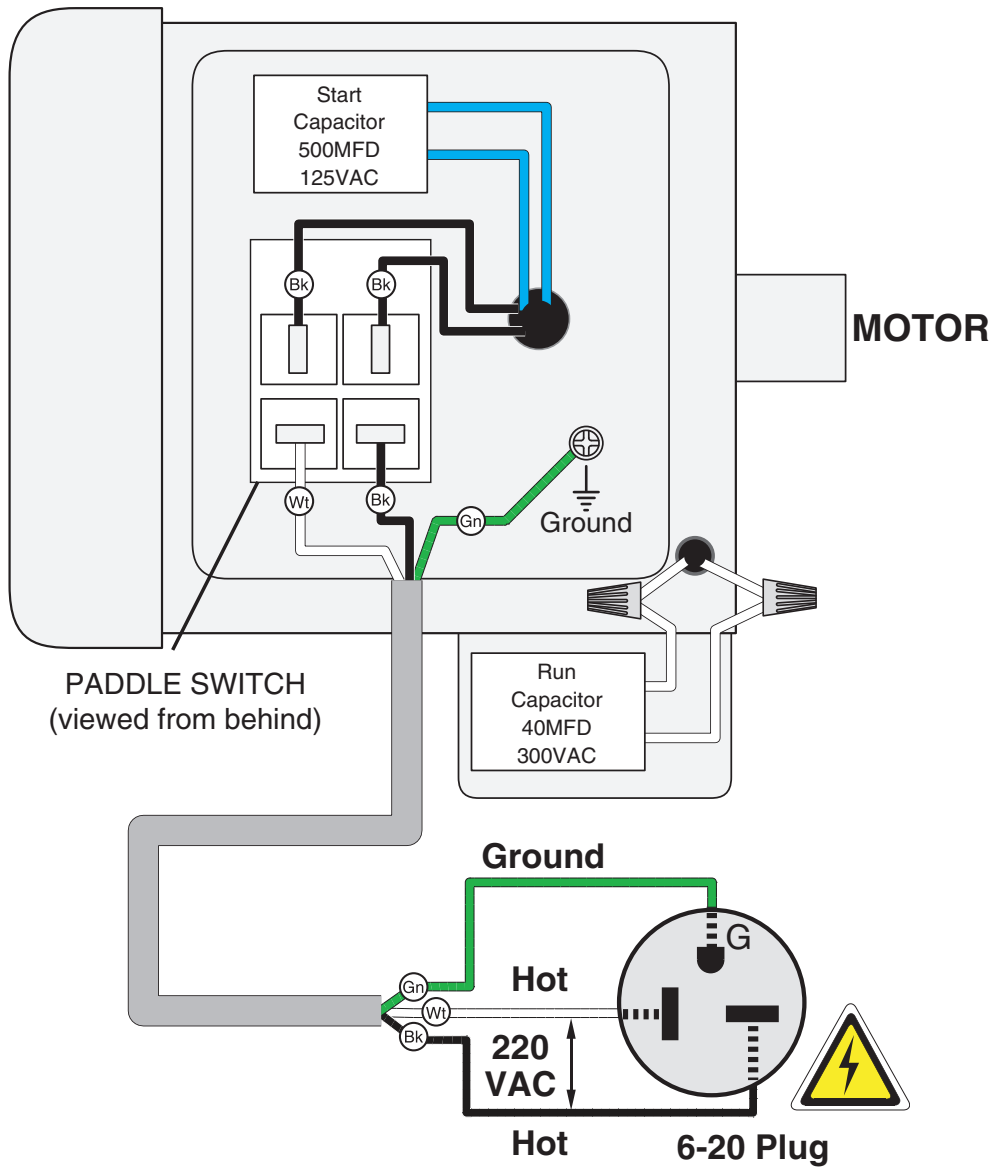 Start
Capacitor
500MFD
125VAC
Bk
Bk
MOTOR
Wt
Bk
Gn
Ground
PADDLE SWITCH
(viewed from behind)
Run
Capacitor
40MFD
300VAC
Ground
G
Gn
Hot
Wt
Bk
220
VAC
Hot
6-20 Plug